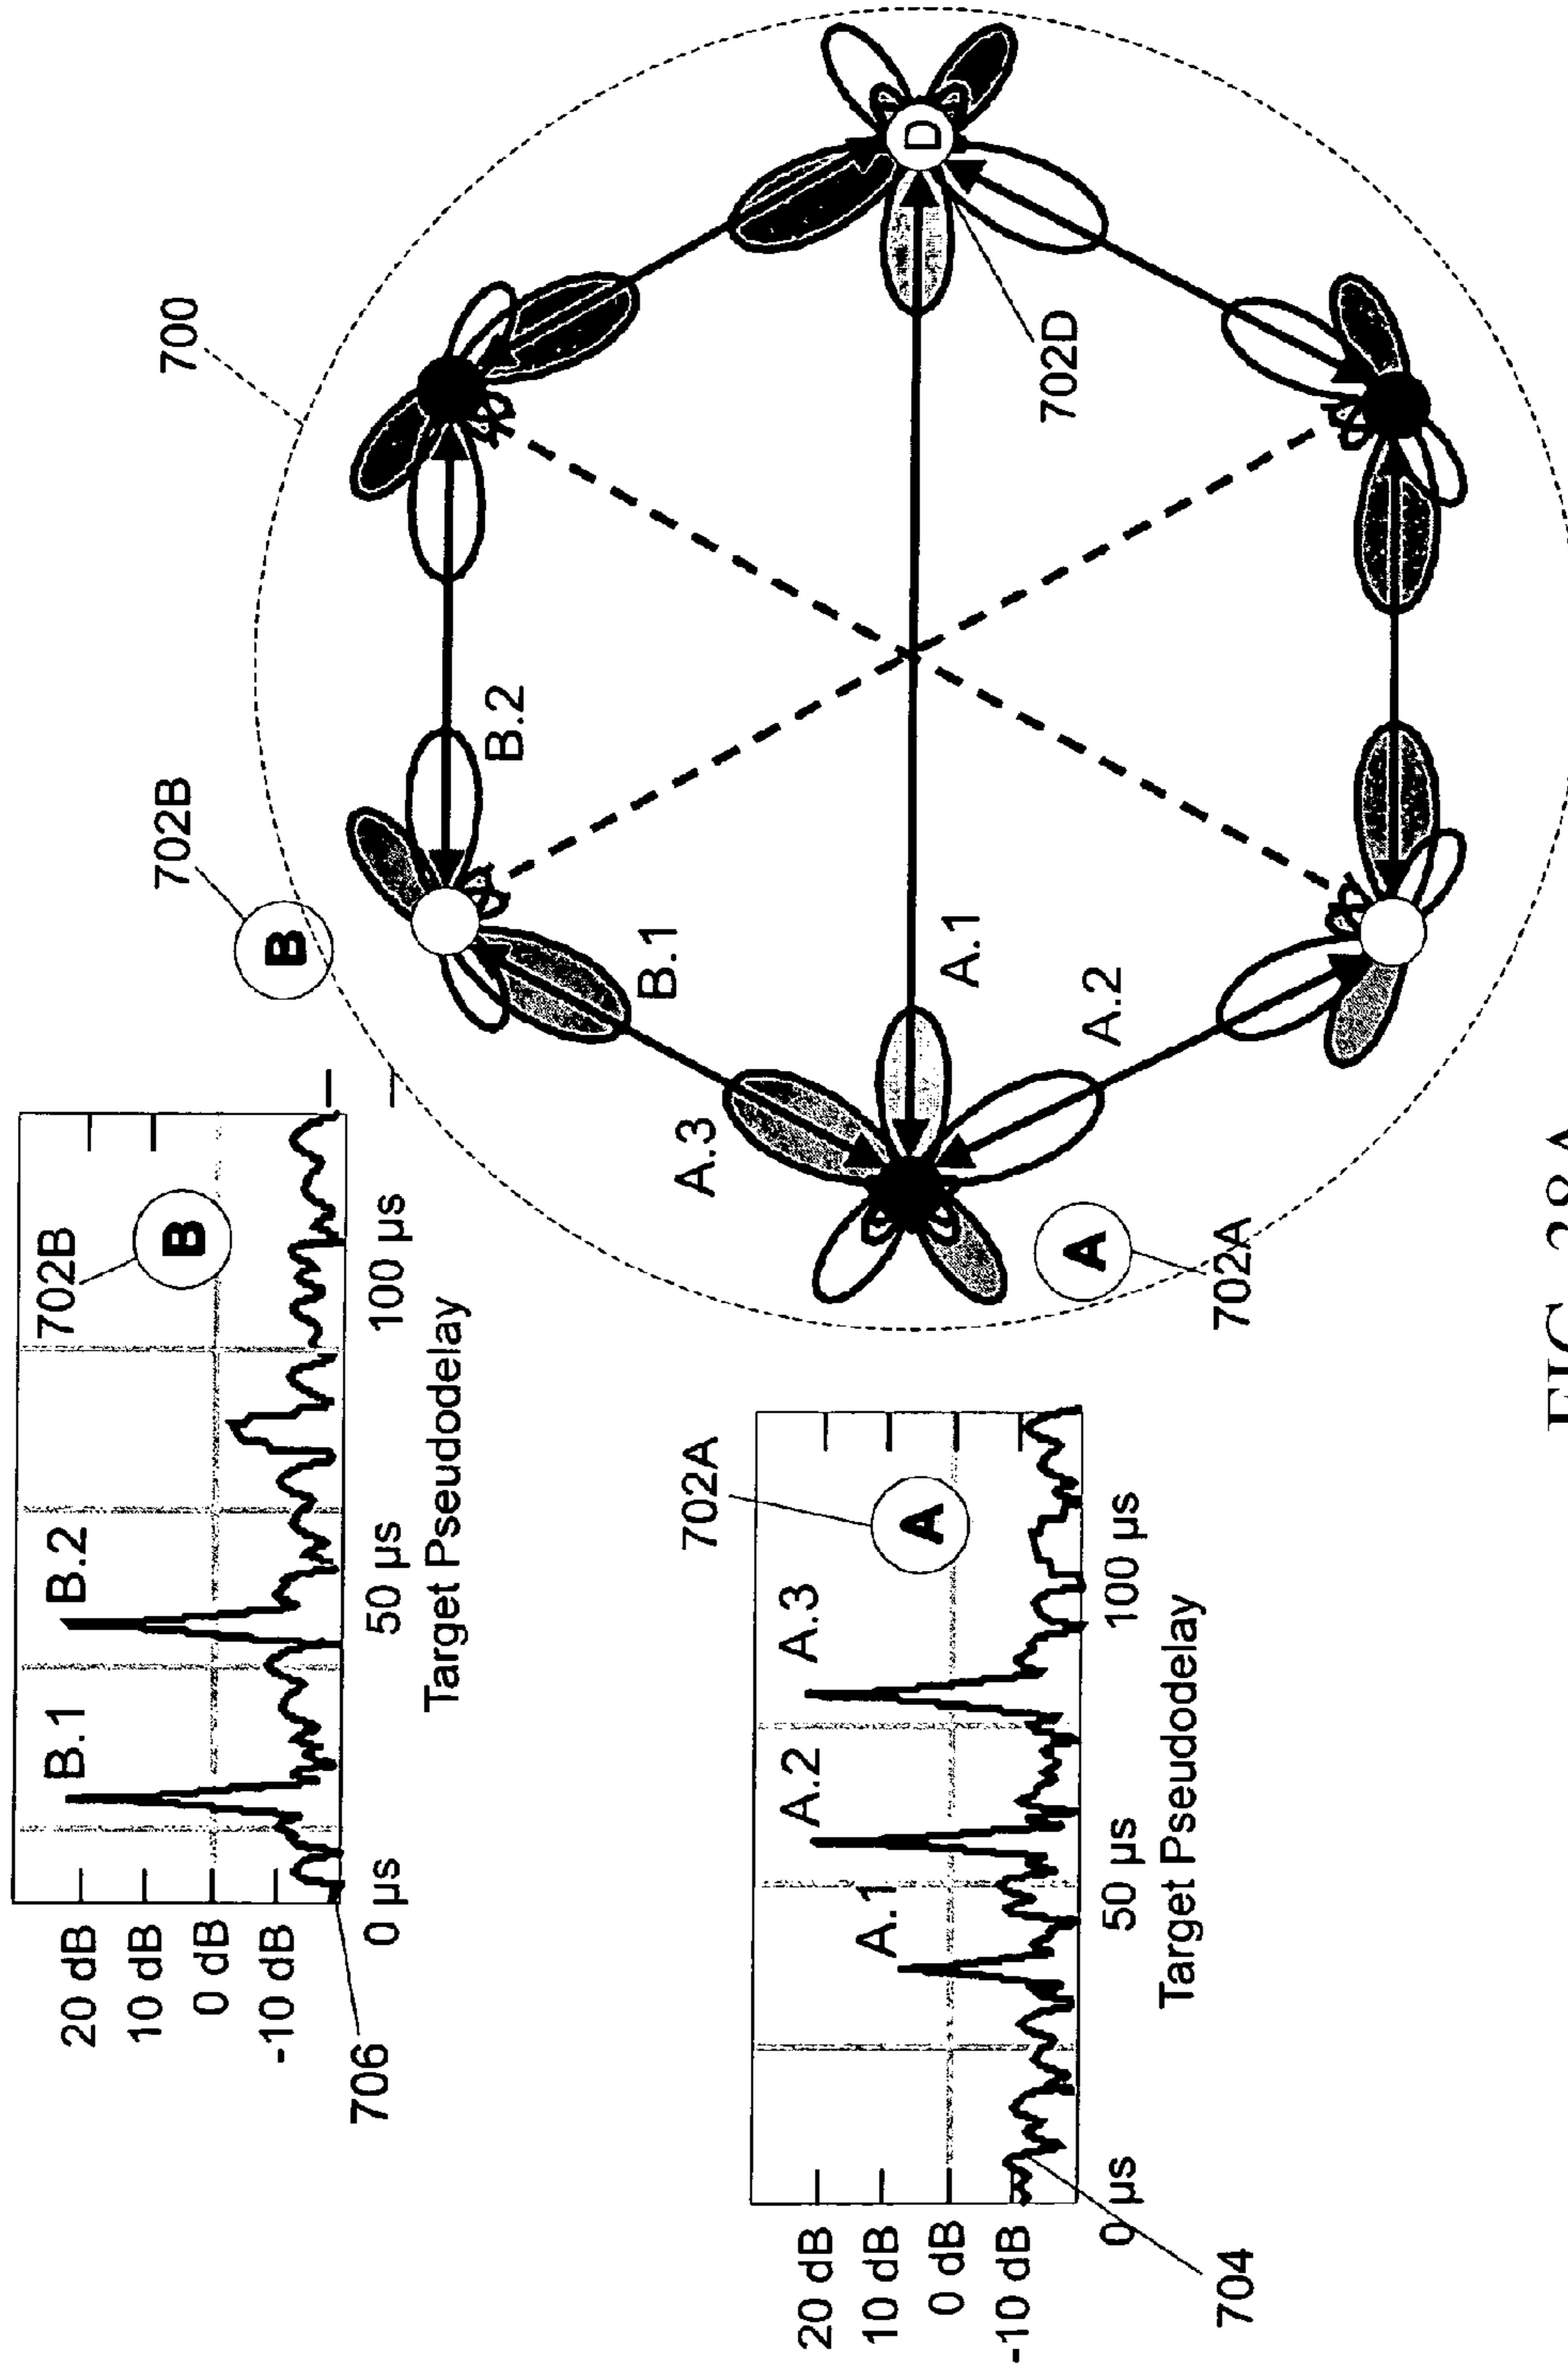 702B
B
B.1
B.2
20 dB
10 dB
0 dB
-10 dB
0 µs
50 µs
100 µs
Target Pseudodelay
706
702A
A
A.1
A.2
A.3
20 dB
10 dB
0 dB
-10 dB
0 µs
50 µs
100 µs
Target Pseudodelay
704
700
702B
B
B.2
B.1
A.3
A.1
A.2
A
702A
D
702D
FIG. 28A